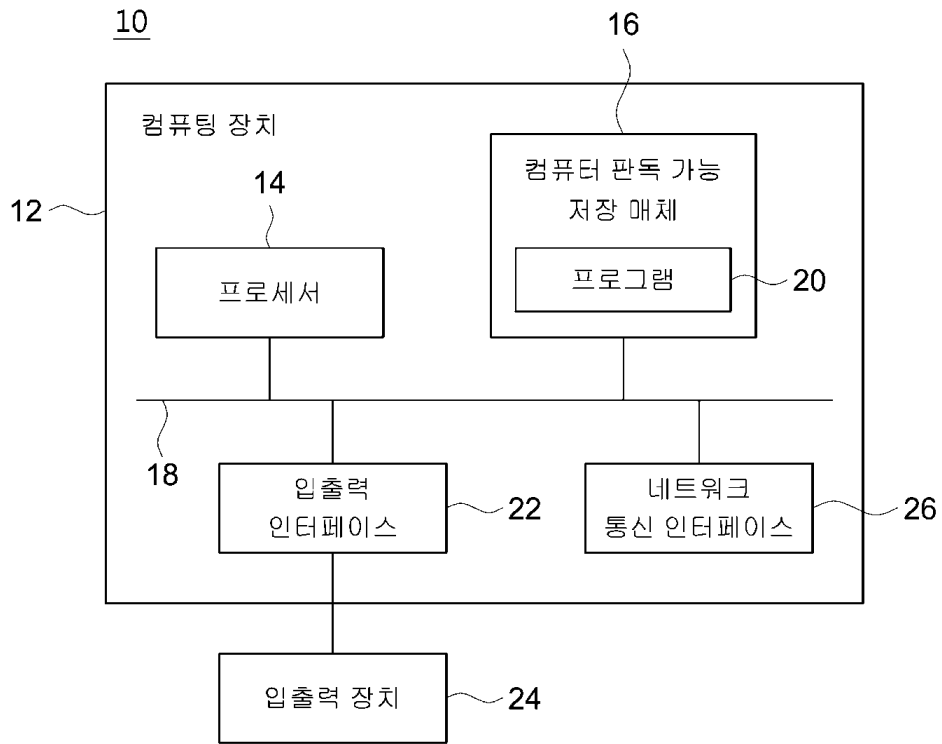 10
16
컴퓨팅 장치
컴퓨터 판독 가능
저장 매체
14
12
프로세서
프로그램
20
18
입출력
인터페이스
22
네트워크
통신 인터페이스
26
입출력 장치
24